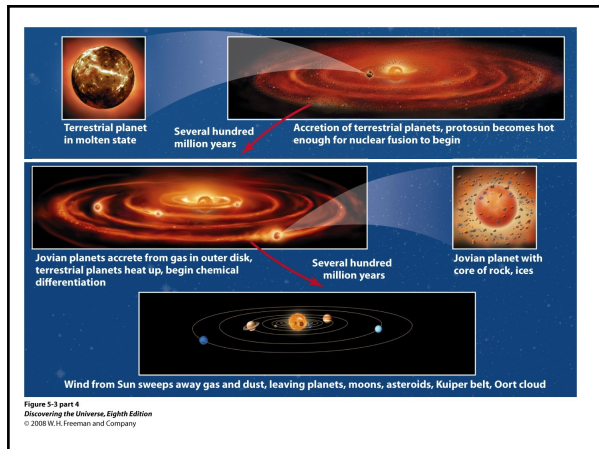 Terrestrial planet
in molten state
Several hundred
million years
Accretion of terrestrial planets, protosun becomes hot
enough for nuclear fusion to begin
Jovian planets accrete from gas in outer disk,
terrestrial planets heat up, begin chemical
differentiation
Several hundred
million years
Jovian planet with
core of rock, ices
Wind from Sun sweeps away gas and dust, leaving planets, moons, asteroids, Kuiper belt, Oort cloud
Figure 5-3 part 4
Discovering the Universe, Eighth Edition
© 2008 W. H. Freeman and Company